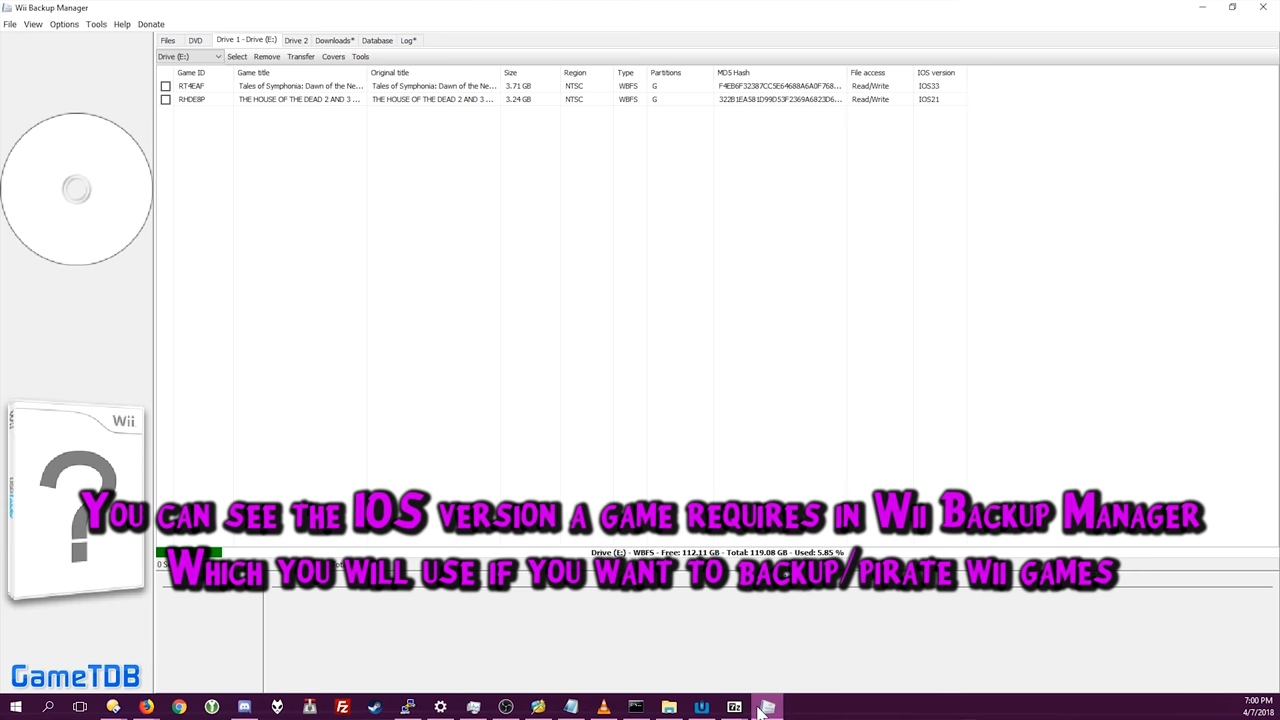 Wii Backup Manager
File View Options Tools Help Donate
Files DVD Drive 1 - Drive (E:) Drive 2 Downloads* Database Log*
Drive (E:) Select Remove Transfer Covers Tools
Game ID Game title Original title Size Region Type Partitions MD5 Hash File access IOS version
RT4EAF Tales of Symphonia: Dawn of the Ne... Tales of Symphonia: Dawn of the Ne... 3.71 GB NTSC WBFS G F4EB6F32387CC5E64688A6A0F768... Read/Write IOS33
RHDE8P THE HOUSE OF THE DEAD 2 AND 3 ... THE HOUSE OF THE DEAD 2 AND 3 ... 3.24 GB NTSC WBFS G 322B1EA581D99D53F2369A6823D6... Read/Write IOS21
Wii
?
You can see the IOS version a game requires in Wii Backup Manager
Drive (E:) - WBFS - Free: 112.11 GB - Total: 119.08 GB - Used: 5.85 %
Which you will use if you want to backup/pirate Wii games
GameTDB
7:00 PM
4/7/2018